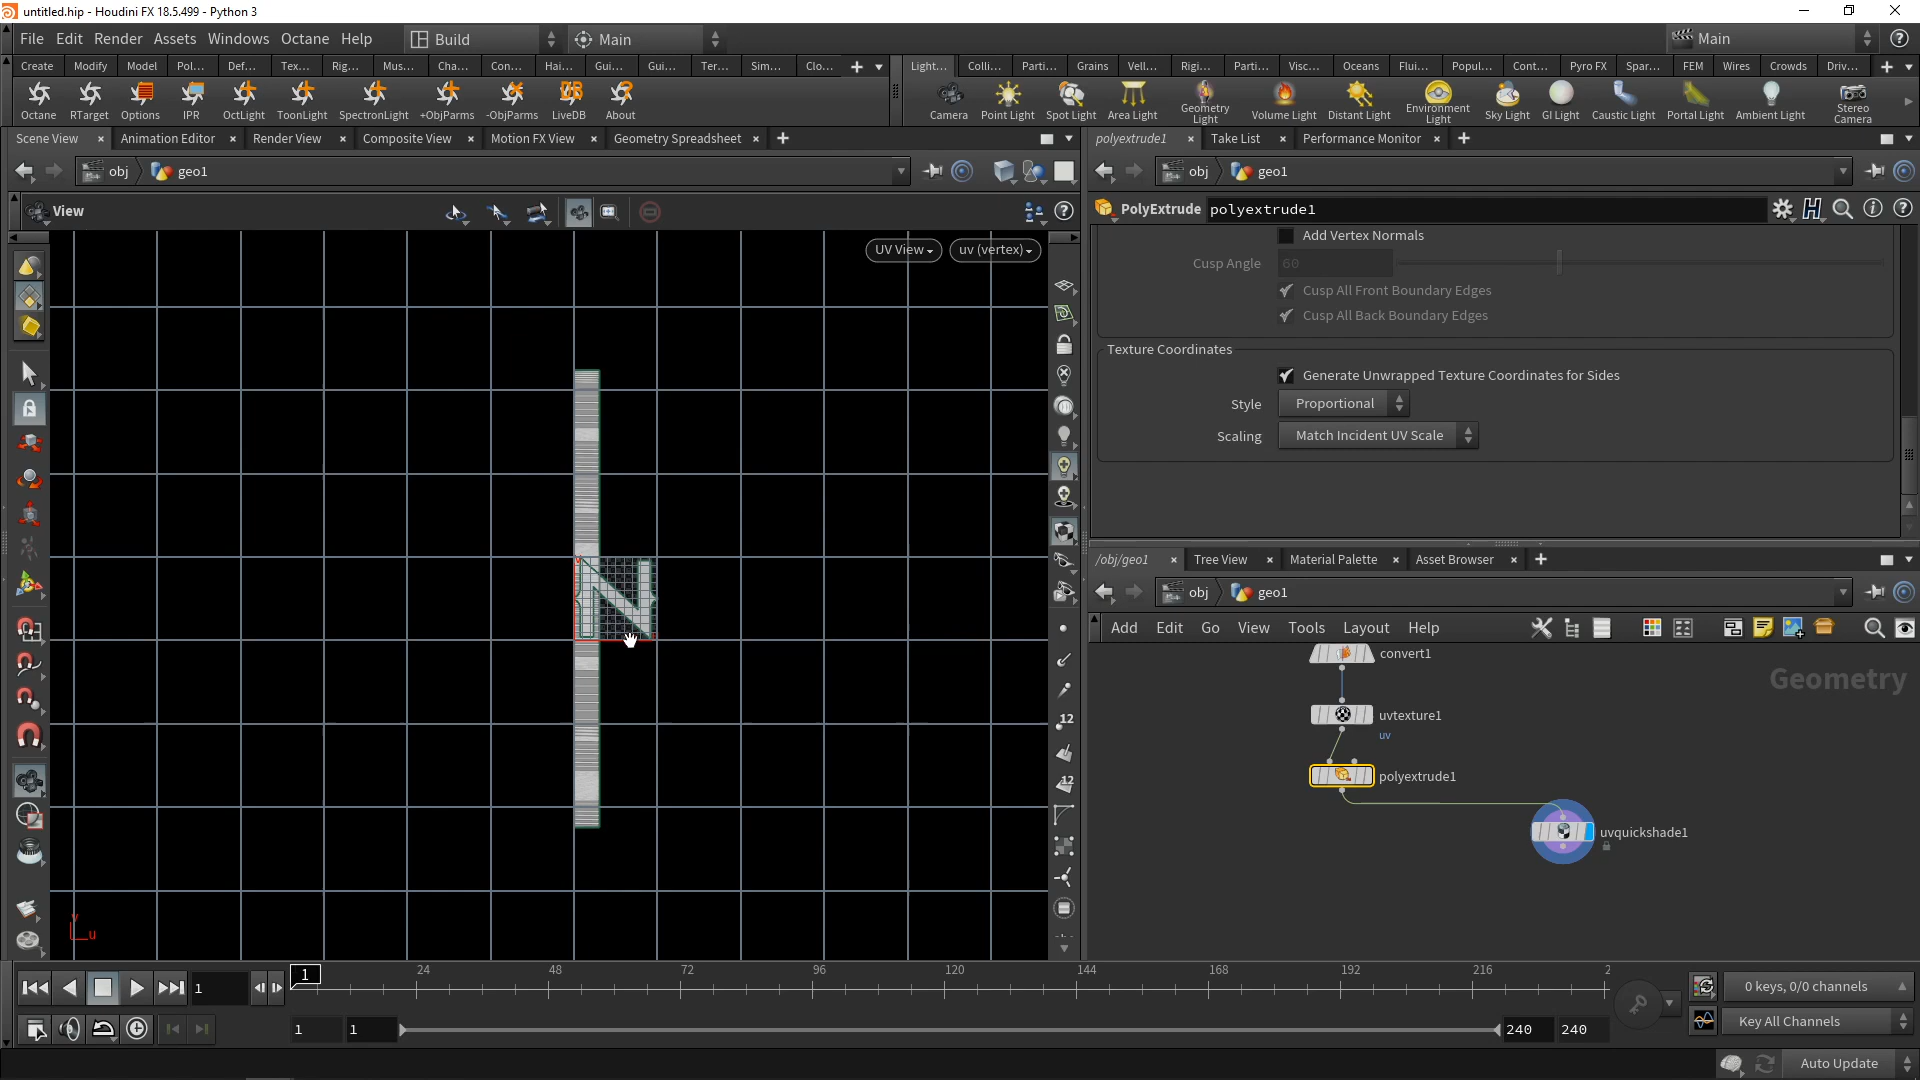 untitled.hip - Houdini FX 18.5.499 - Python 3
File Edit Render Assets Windows Octane Help Build Main Main
Create Modify Model Pol... Def... Tex... Rig... Mus... Cha... Con... Hai... Gui... Gui... Ter... Sim... Clo... Light... Colli... Parti... Grains Vell... Rigi... Parti... Visc... Oceans Flui... Popul... Cont... Pyro FX Spar... FEM Wires Crowds Driv...
Octane RTarget Options IPR OctLight ToonLight SpectronLight +ObjParms -ObjParms LiveDB About Camera Point Light Spot Light Area Light Geometry Light Volume Light Distant Light Environment Light Sky Light GI Light Caustic Light Portal Light Ambient Light Stereo Camera
Scene View Animation Editor Render View Composite View Motion FX View Geometry Spreadsheet polyextrude1 Take List Performance Monitor
obj geo1 obj geo1
View PolyExtrude polyextrude1
UV View uv (vertex)
Add Vertex Normals
Cusp Angle 60
Cusp All Front Boundary Edges
Cusp All Back Boundary Edges
Texture Coordinates
Generate Unwrapped Texture Coordinates for Sides
Style Proportional
Scaling Match Incident UV Scale
/obj/geo1 Tree View Material Palette Asset Browser
obj geo1
Add Edit Go View Tools Layout Help
convert1
Geometry
uvtexture1
uv
polyextrude1
uvquickshade1
12
12
v
u
1 1 24 48 72 96 120 144 168 192 216 2
0 keys, 0/0 channels
1 1 240 240 Key All Channels
Auto Update